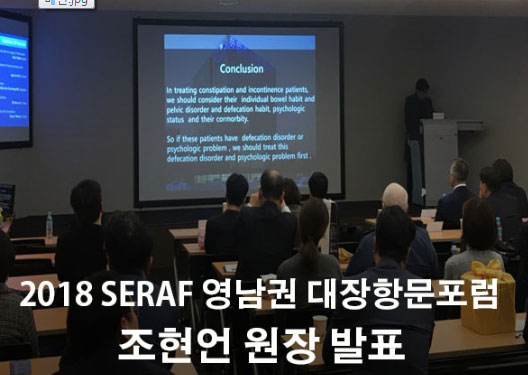 Conclusion
In treating constipation and incontinence patients,
we should consider their individual bowel habit and
pelvic disorder and defecation habit, psychologic
status and their cormorbity.
So if these patients have defecation disorder or
psychologic problem , we should treat this
defecation disorder and psychologic problem first .
2018 SERAF 영남권 대장항문포럼
조현언 원장 발표